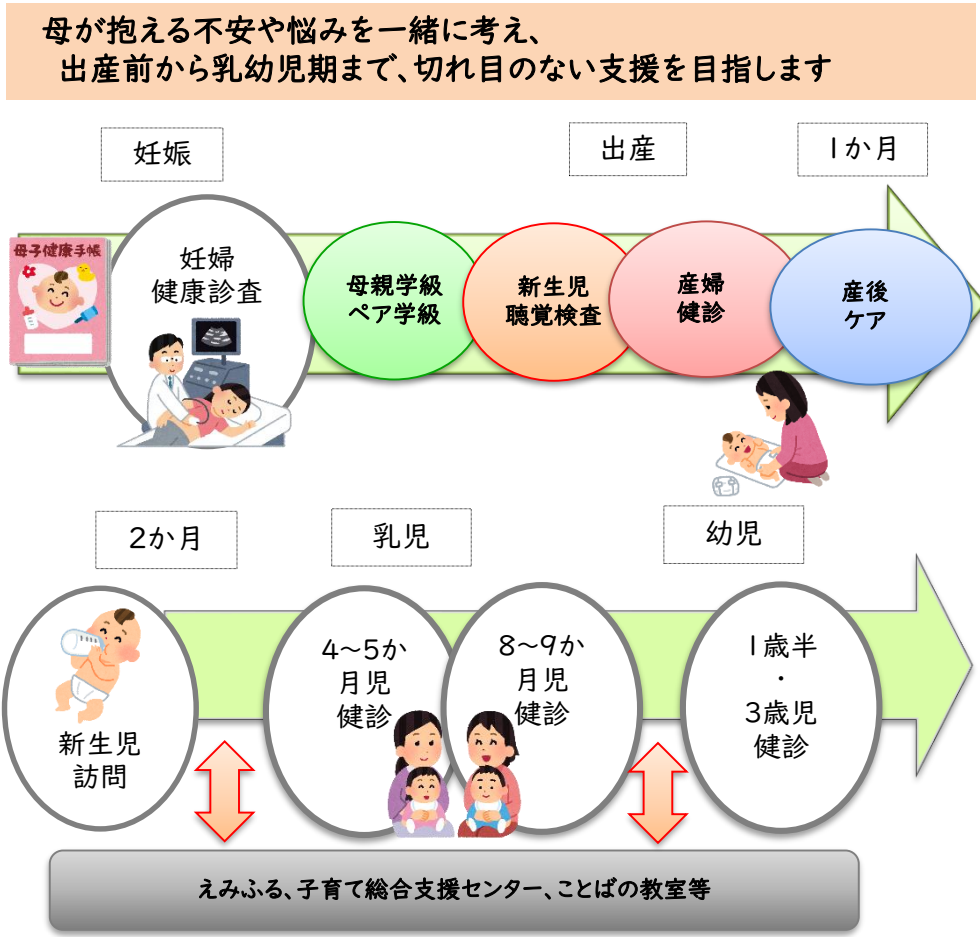 母が抱える不安や悩みを一緒に考え、
出産前から乳幼児期まで、切れ目のない支援を目指します
妊娠
出産
1か月
母子健康手帳
妊婦
健康診査
母親学級
ペア学級
新生児
聴覚検査
産婦
健診
産後
ケア
2か月
乳児
幼児
新生児
訪問
4～5か
月児
健診
8～9か
月児
健診
1歳半
・
3歳児
健診
えみふる、子育て総合支援センター、ことばの教室等